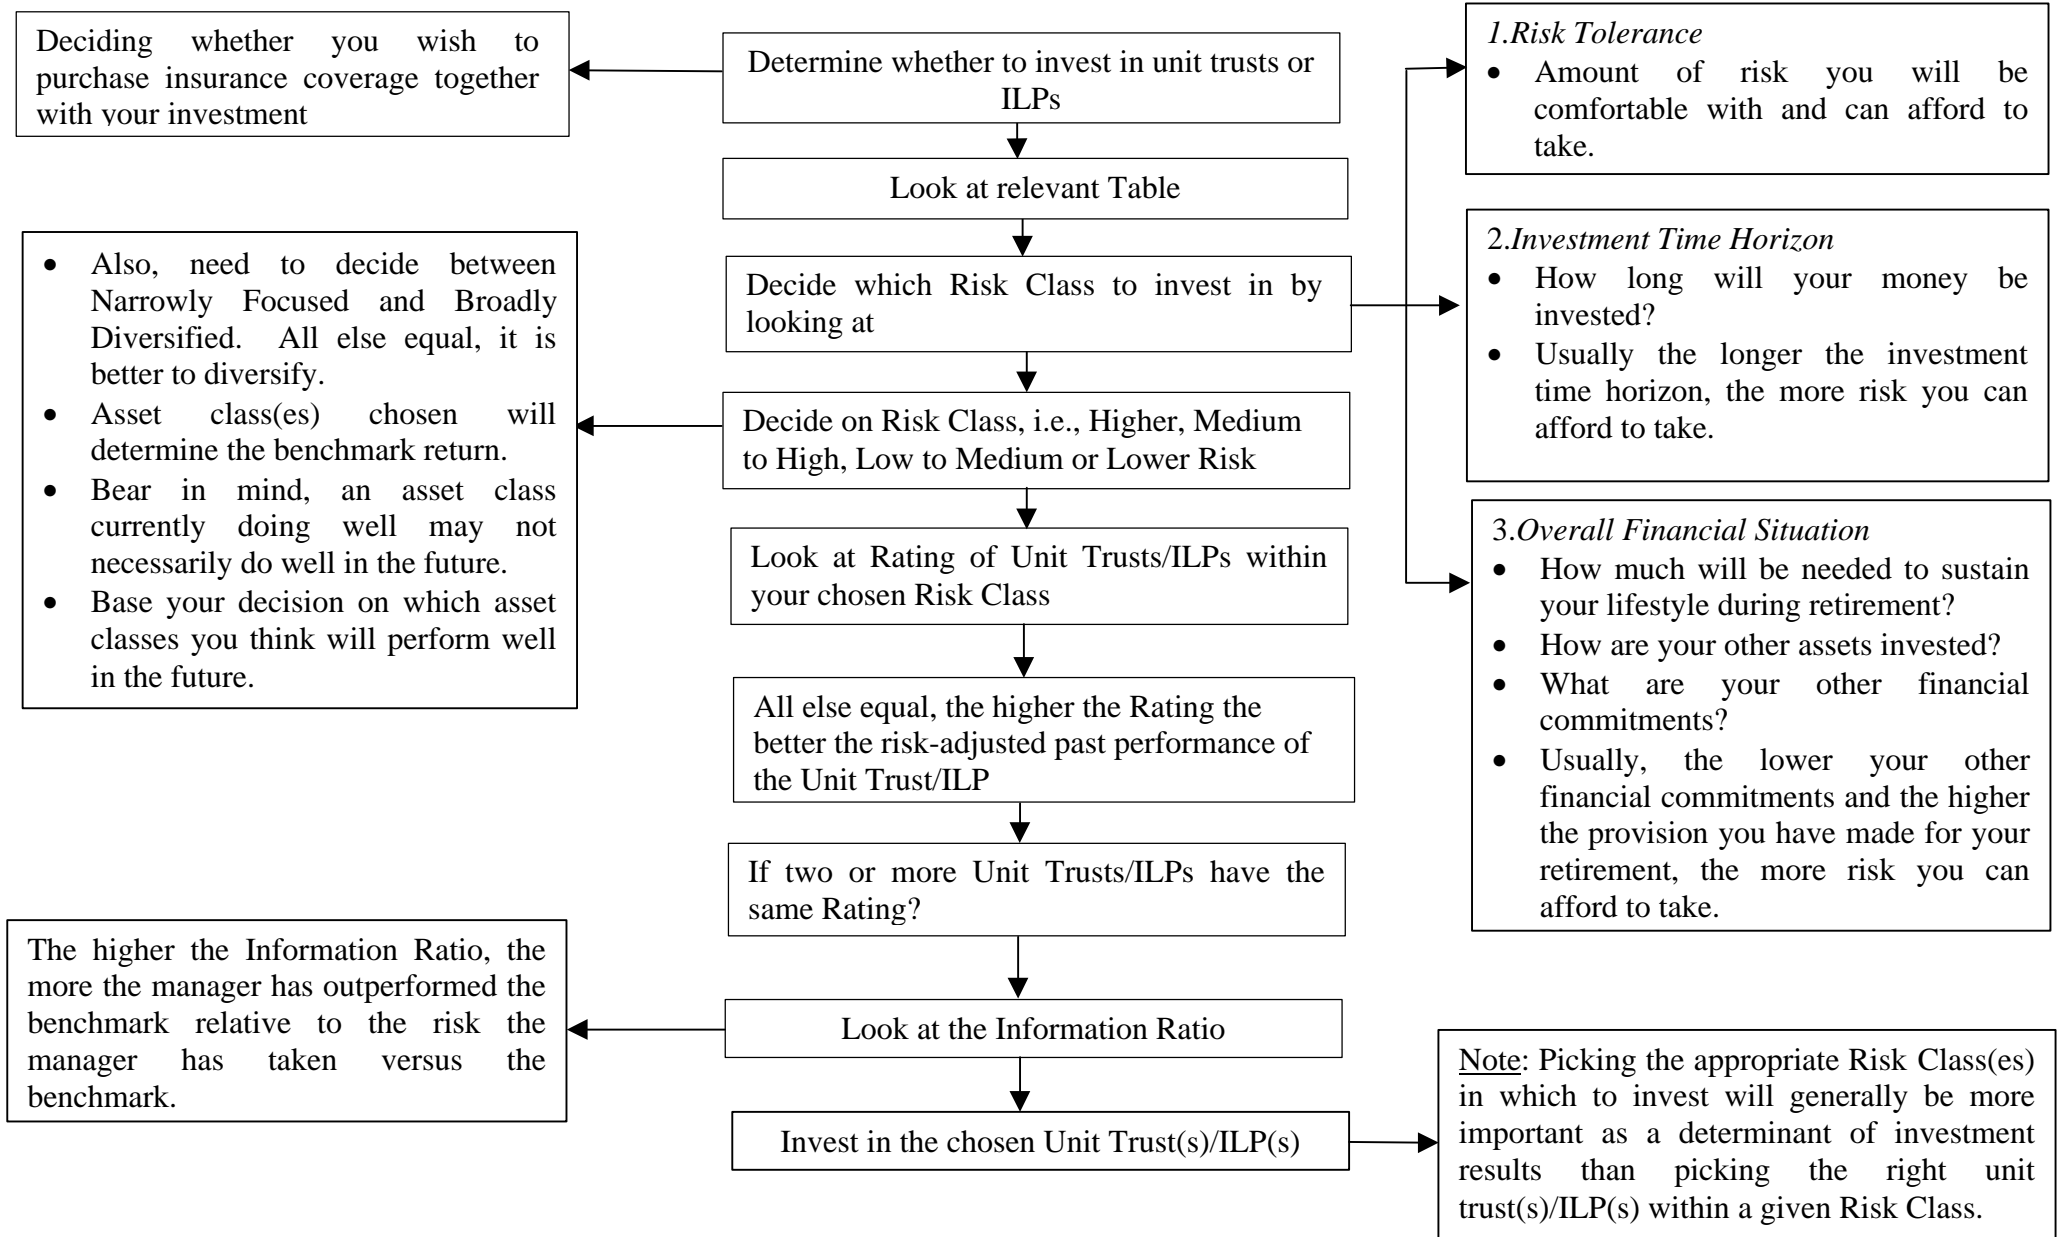 Deciding whether you wish to
purchase insurance coverage together
with your investment
Determine whether to invest in unit trusts or
ILPs
1.Risk Tolerance
• Amount of risk you will be
comfortable with and can afford to
take.
Look at relevant Table
2.Investment Time Horizon
• How long will your money be
invested?
• Usually the longer the investment
time horizon, the more risk you can
afford to take.
• Also, need to decide between
Narrowly Focused and Broadly
Diversified. All else equal, it is
better to diversify.
• Asset class(es) chosen will
determine the benchmark return.
• Bear in mind, an asset class
currently doing well may not
necessarily do well in the future.
• Base your decision on which asset
classes you think will perform well
in the future.
Decide which Risk Class to invest in by
looking at
Decide on Risk Class, i.e., Higher, Medium
to High, Low to Medium or Lower Risk
3.Overall Financial Situation
• How much will be needed to sustain
your lifestyle during retirement?
• How are your other assets invested?
• What are your other financial
commitments?
• Usually, the lower your other
financial commitments and the higher
the provision you have made for your
retirement, the more risk you can
afford to take.
Look at Rating of Unit Trusts/ILPs within
your chosen Risk Class
All else equal, the higher the Rating the
better the risk-adjusted past performance of
the Unit Trust/ILP
If two or more Unit Trusts/ILPs have the
same Rating?
The higher the Information Ratio, the
more the manager has outperformed the
benchmark relative to the risk the
manager has taken versus the
benchmark.
Look at the Information Ratio
Invest in the chosen Unit Trust(s)/ILP(s)
Note: Picking the appropriate Risk Class(es)
in which to invest will generally be more
important as a determinant of investment
results than picking the right unit
trust(s)/ILP(s) within a given Risk Class.